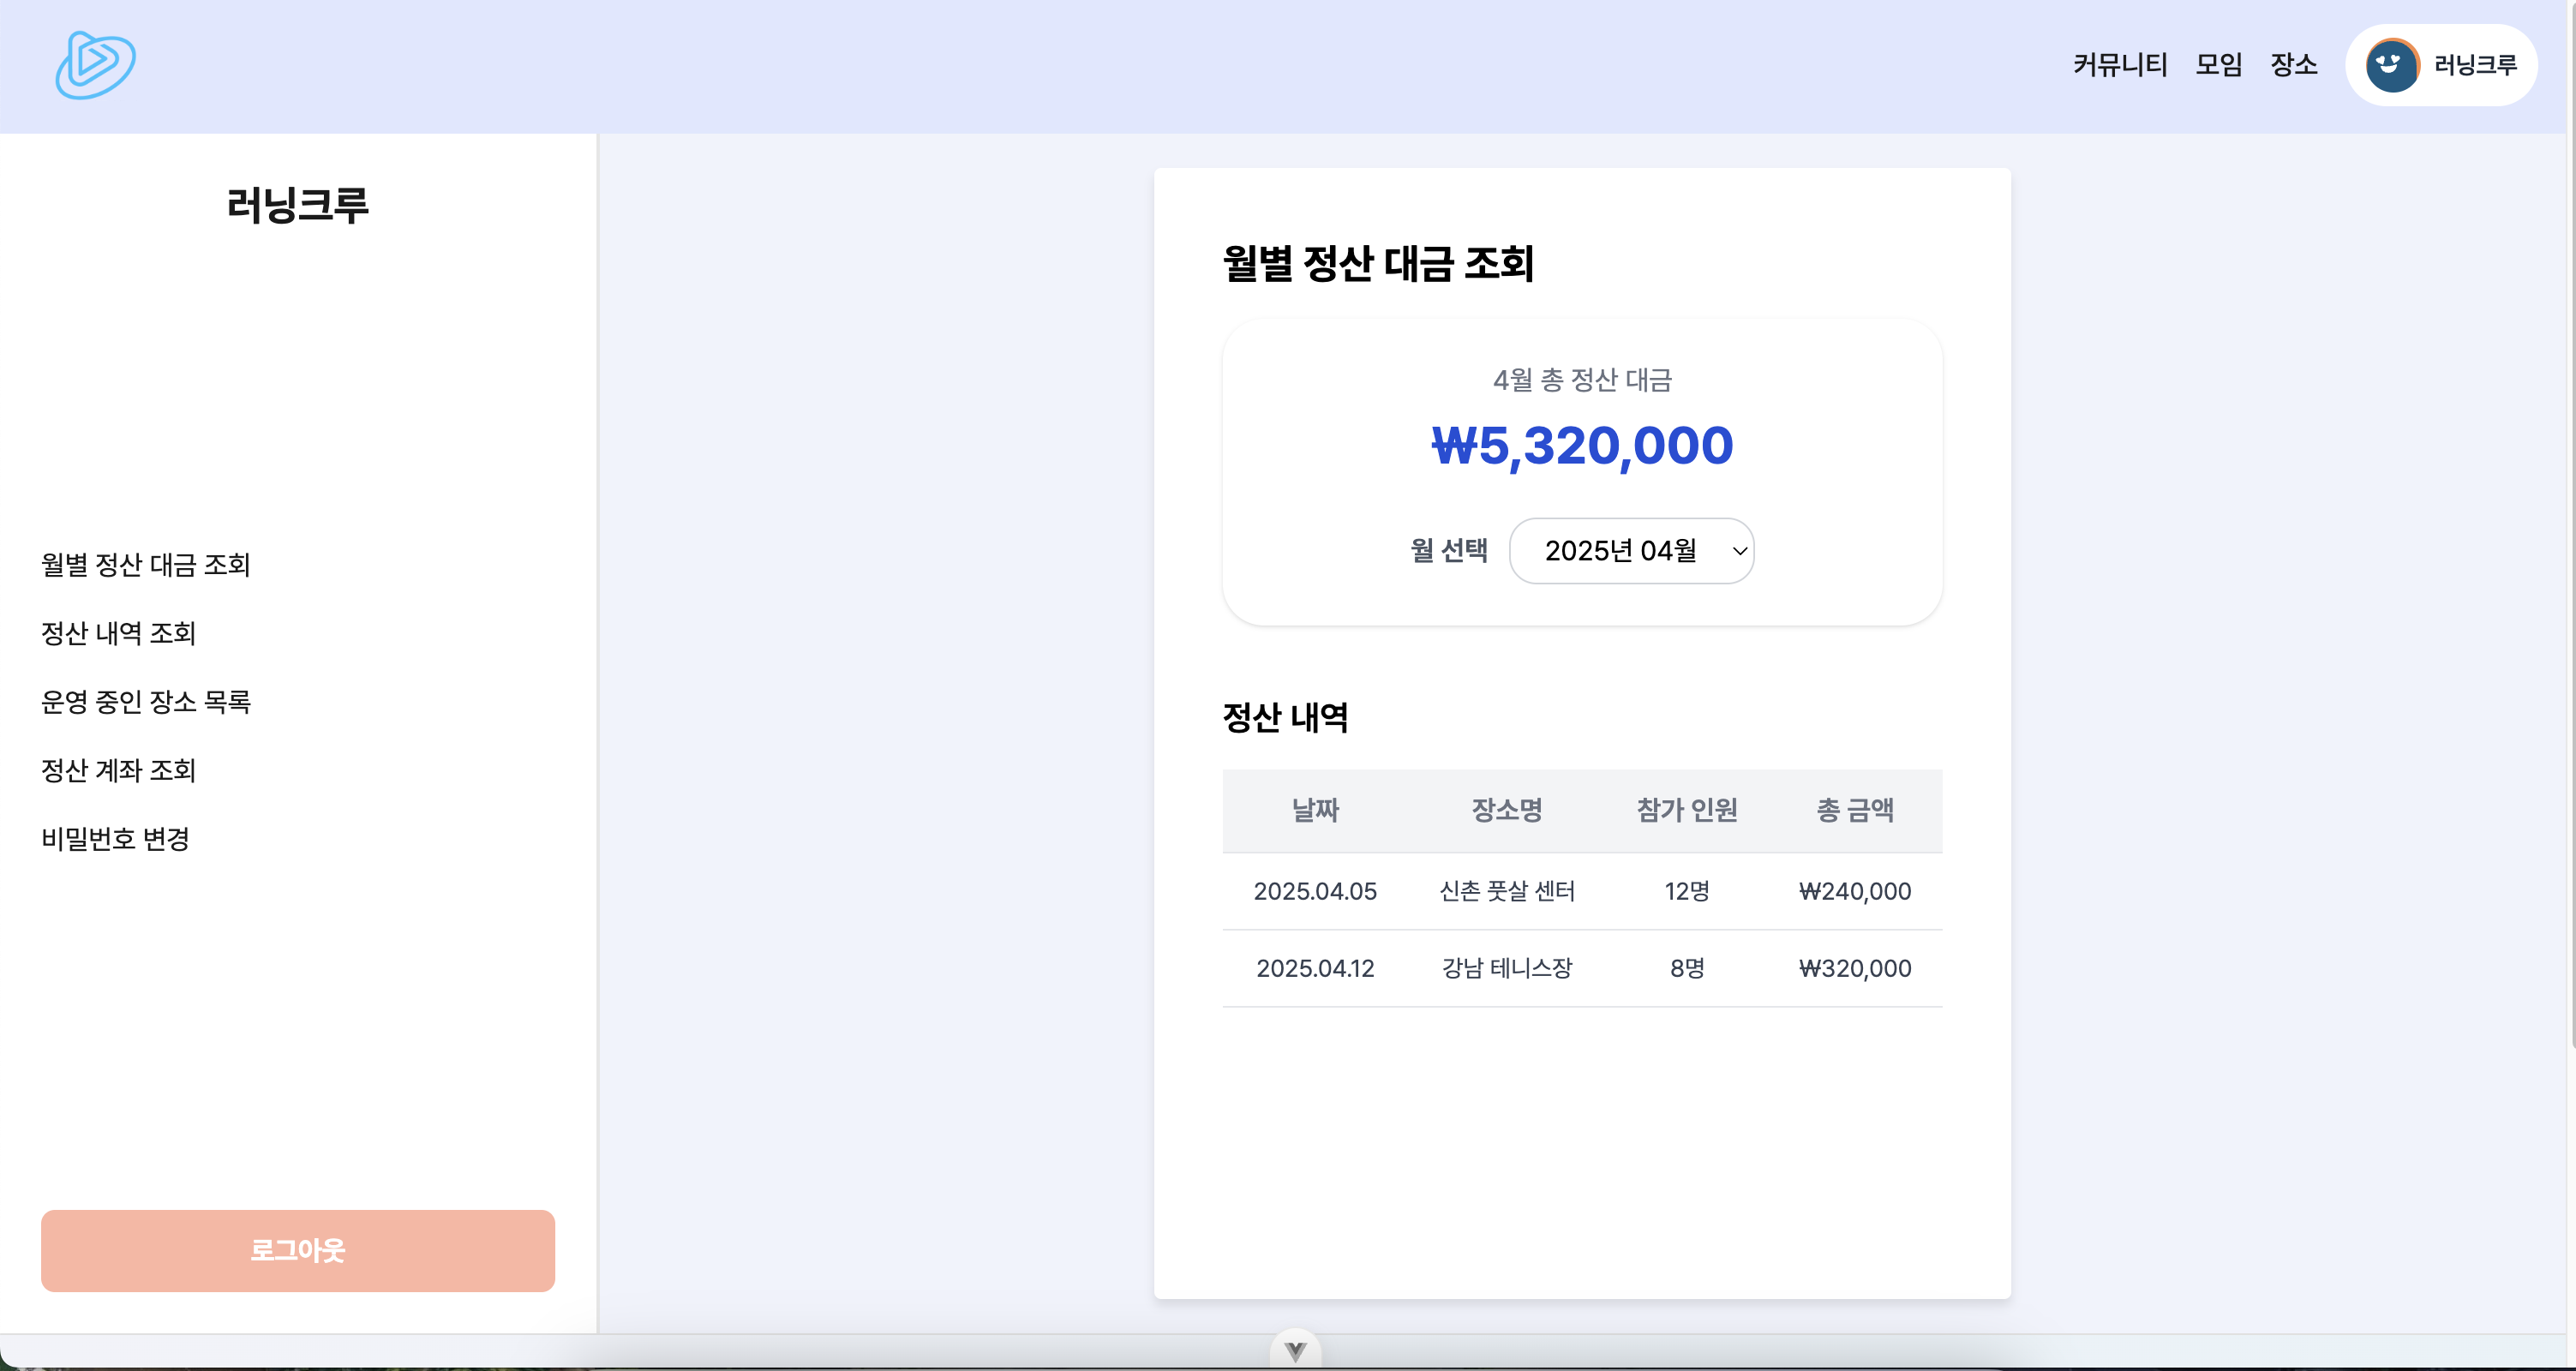 커뮤니티 모임 장소 러닝크루
러닝크루
월별 정산 대금 조회
정산 내역 조회
운영 중인 장소 목록
정산 계좌 조회
비밀번호 변경
로그아웃
월별 정산 대금 조회
4월 총 정산 대금
₩5,320,000
월 선택 2025년 04월
정산 내역
날짜 장소명 참가 인원 총 금액
2025.04.05 신촌 풋살 센터 12명 ₩240,000
2025.04.12 강남 테니스장 8명 ₩320,000